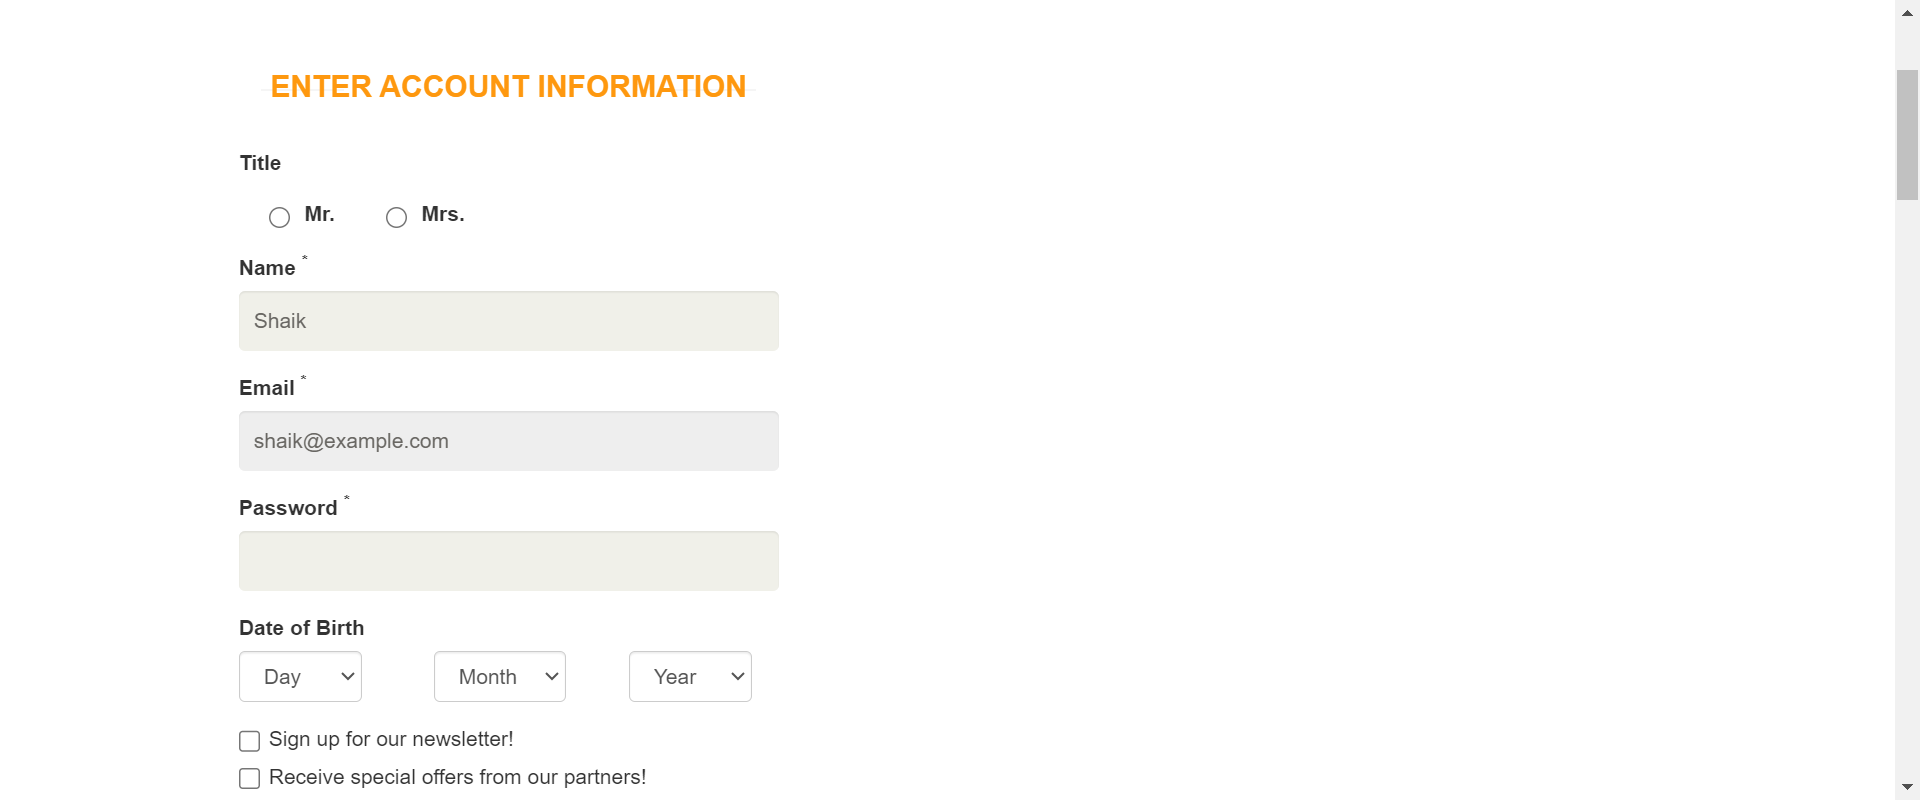 ENTER ACCOUNT INFORMATION
Title
Mr. Mrs.
Name *
Shaik
Email *
shaik@example.com
Password *
Date of Birth
Day Month Year
Sign up for our newsletter!
Receive special offers from our partners!